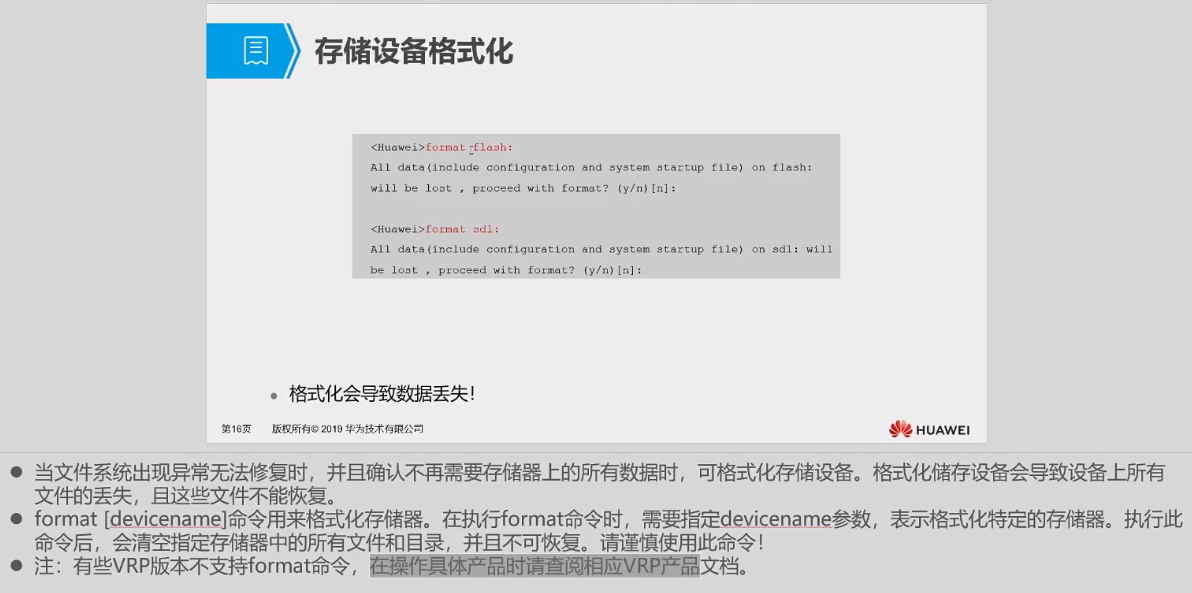 存储设备格式化
<Huawei>format flash:
All data(include configuration and system startup file) on flash:
will be lost , proceed with format? (y/n)[n]:
<Huawei>format sd1:
All data(include configuration and system startup file) on sd1: will
be lost , proceed with format? (y/n)[n]:
格式化会导致数据丢失!
第16页 版权所有© 2019 华为技术有限公司
HUAWEI
● 当文件系统出现异常无法修复时，并且确认不再需要存储器上的所有数据时，可格式化存储设备。格式化储存设备会导致设备上所有
文件的丢失，且这些文件不能恢复。
● format [devicename]命令用来格式化存储器。在执行format命令时，需要指定devicename参数，表示格式化特定的存储器。执行此
命令后，会清空指定存储器中的所有文件和目录，并且不可恢复。请谨慎使用此命令！
● 注：有些VRP版本不支持format命令，在操作具体产品时请查阅相应VRP产品文档。